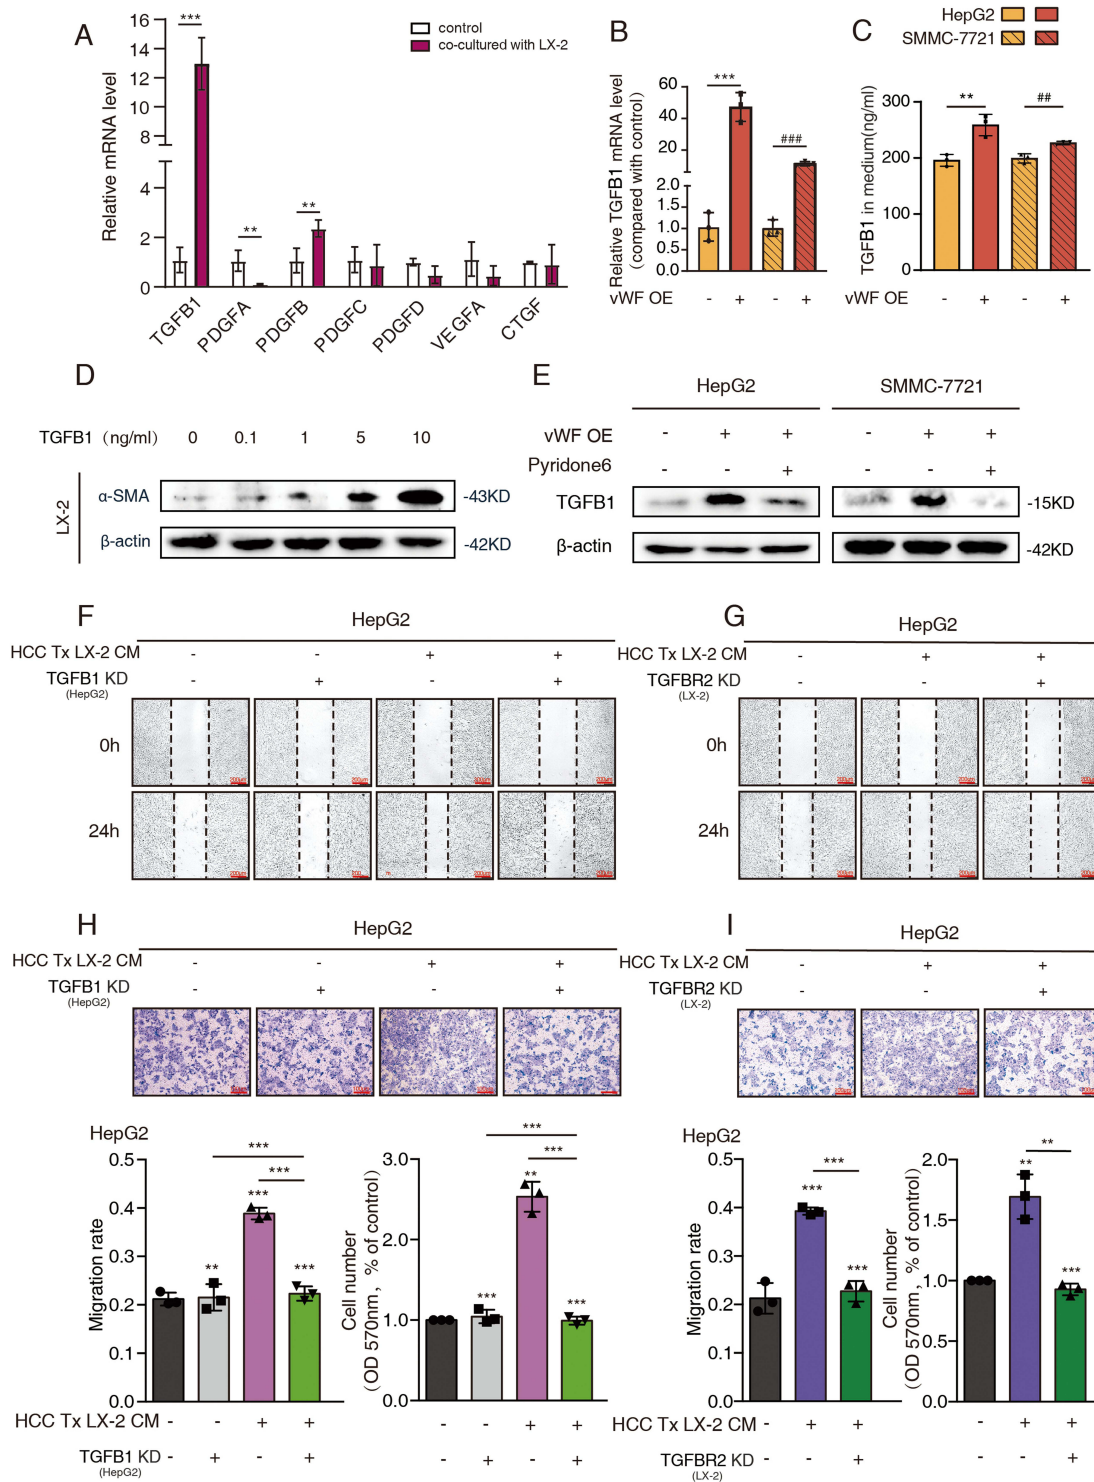 A
***
16
14
12
10
8
4
2
0
Relative mRNA level
control
co-cultured with LX-2
**
**
TGFB1
PDGFA
PDGFB
PDGFC
PDGFD
VEGFA
CTGF
B
Relative TGFB1 mRNA level
(compared with control)
60
40
20
2.0
1.5
1.0
0.5
0.0
***
###
vWF OE - + - +
HepG2
SMMC-7721
C
TGFB1 in medium(ng/ml)
300
200
100
0
**
##
vWF OE - + - +
D
TGFB1 (ng/ml) 0 0.1 1 5 10
LX-2
α-SMA -43KD
β-actin -42KD
E
HepG2 SMMC-7721
vWF OE - + + - + +
Pyridone6 - - + - - +
TGFB1 -15KD
β-actin -42KD
F
HepG2
HCC Tx LX-2 CM - - + +
TGFB1 KD - + - +
(HepG2)
0h
24h
G
HepG2
HCC Tx LX-2 CM - + +
TGFBR2 KD - - +
(LX-2)
0h
24h
H
HepG2
HCC Tx LX-2 CM - - + +
TGFB1 KD - + - +
(HepG2)
I
HepG2
HCC Tx LX-2 CM - + +
TGFBR2 KD - - +
(LX-2)
HepG2
Migration rate
0.5
0.4
0.3
0.2
0.1
0.0
***
***
***
**
***
Cell number
(OD 570nm, % of control)
3.0
2.0
1.0
0.0
***
***
**
***
***
HCC Tx LX-2 CM - - + + - - + +
TGFB1 KD - + - + - + - +
(HepG2)
HepG2
Migration rate
0.5
0.4
0.3
0.2
0.1
0.0
***
***
***
Cell number
(OD 570nm, % of control)
2.0
1.5
1.0
0.5
0.0
**
**
***
HCC Tx LX-2 CM - + + - + +
TGFBR2 KD - - + - - +
(LX-2)